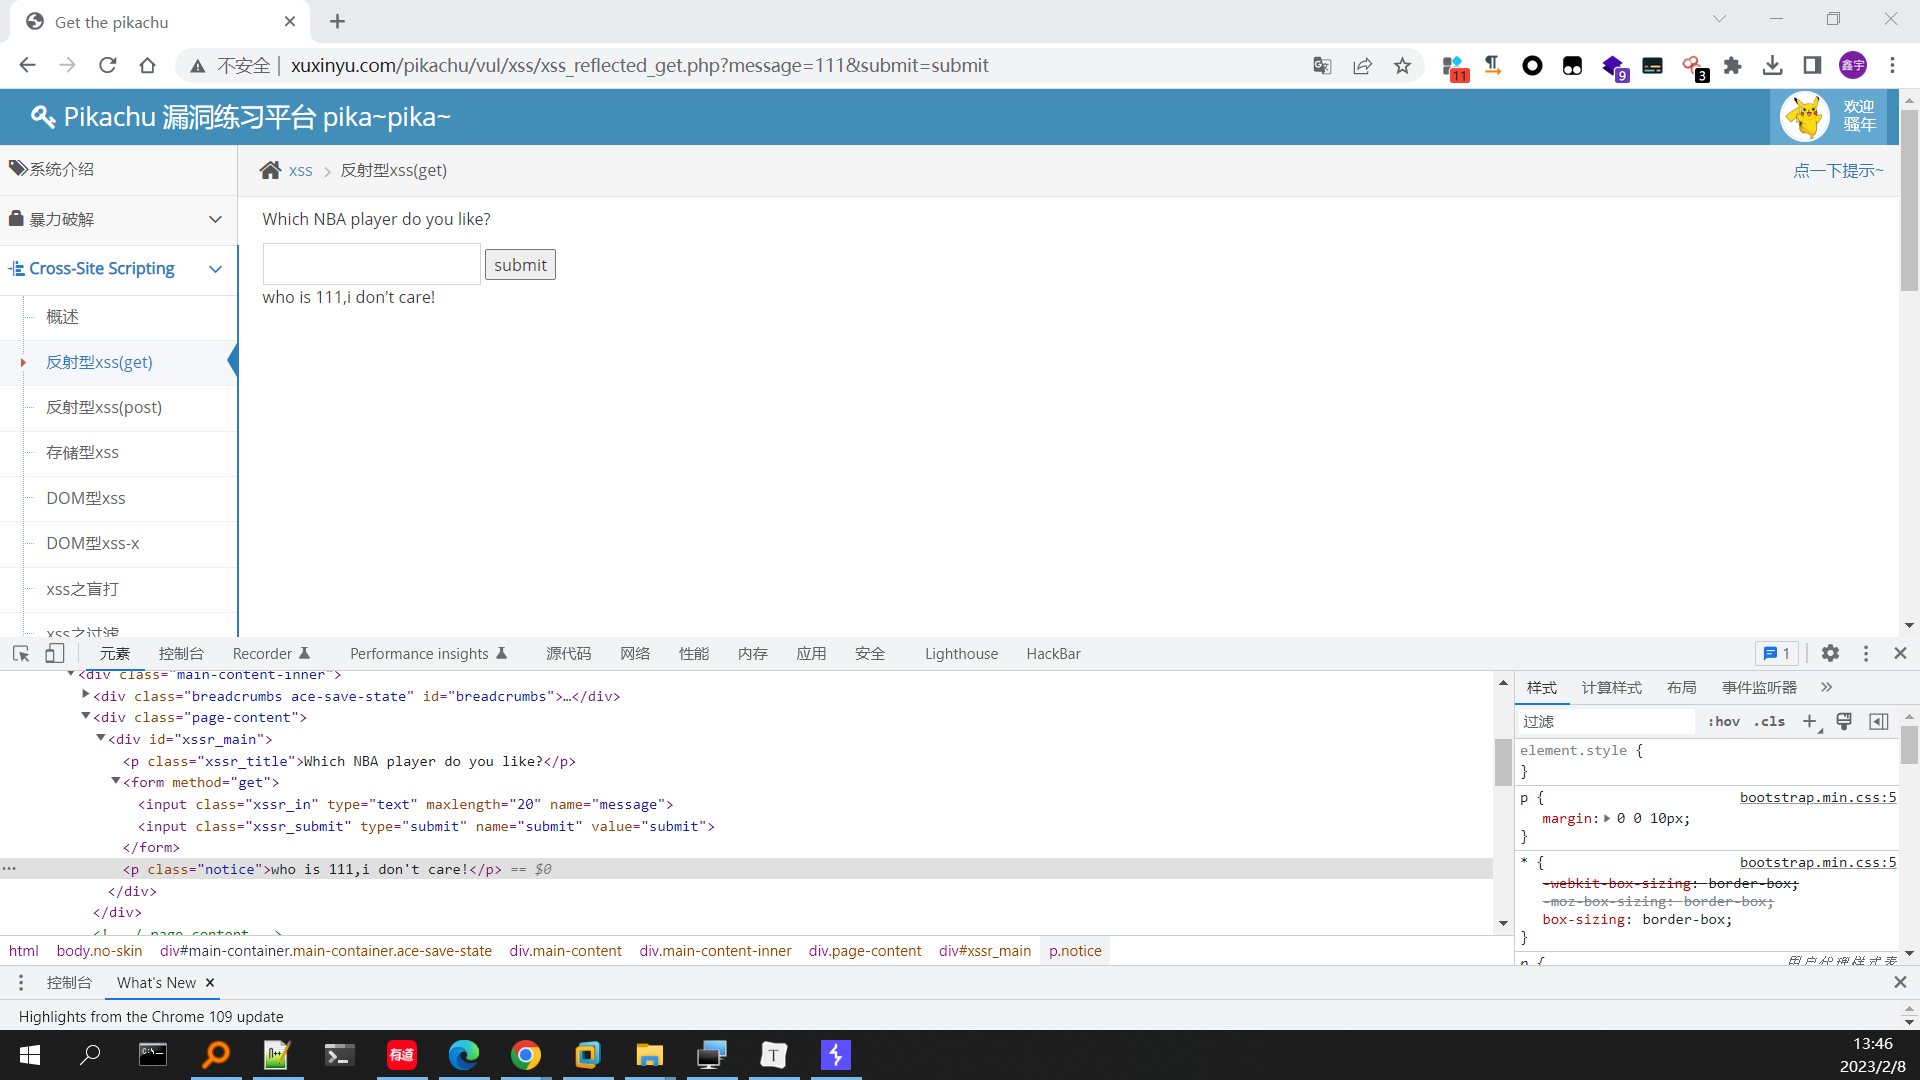 Get the pikachu
不安全 | xuxinyu.com/pikachu/vul/xss/xss_reflected_get.php?message=111&submit=submit
11
9
3
鑫宇
Pikachu 漏洞练习平台 pika~pika~
欢迎
骚年
系统介绍
暴力破解
Cross-Site Scripting
概述
反射型xss(get)
反射型xss(post)
存储型xss
DOM型xss
DOM型xss-x
xss之盲打
xss之过滤
xss > 反射型xss(get)
点一下提示~
Which NBA player do you like?
submit
who is 111,i don't care!
元素 控制台 Recorder Performance insights 源代码 网络 性能 内存 应用 安全 Lighthouse HackBar 1
<div class="main-content-inner">
<div class="breadcrumbs ace-save-state" id="breadcrumbs">…</div>
<div class="page-content">
<div id="xssr_main">
<p class="xssr_title">Which NBA player do you like?</p>
<form method="get">
<input class="xssr_in" type="text" maxlength="20" name="message">
<input class="xssr_submit" type="submit" name="submit" value="submit">
</form>
<p class="notice">who is 111,i don't care!</p> == $0
</div>
</div>
<!-- / page-content -->
html body.no-skin div#main-container.main-container.ace-save-state div.main-content div.main-content-inner div.page-content div#xssr_main p.notice
样式 计算样式 布局 事件监听器 »
过滤 :hov .cls
element.style {
}
p { bootstrap.min.css:5
margin: 0 0 10px;
}
* { bootstrap.min.css:5
-webkit-box-sizing: border-box;
-moz-box-sizing: border-box;
box-sizing: border-box;
}
p { 用户代理样式表
控制台 What's New
Highlights from the Chrome 109 update
有道
T
13:46
2023/2/8